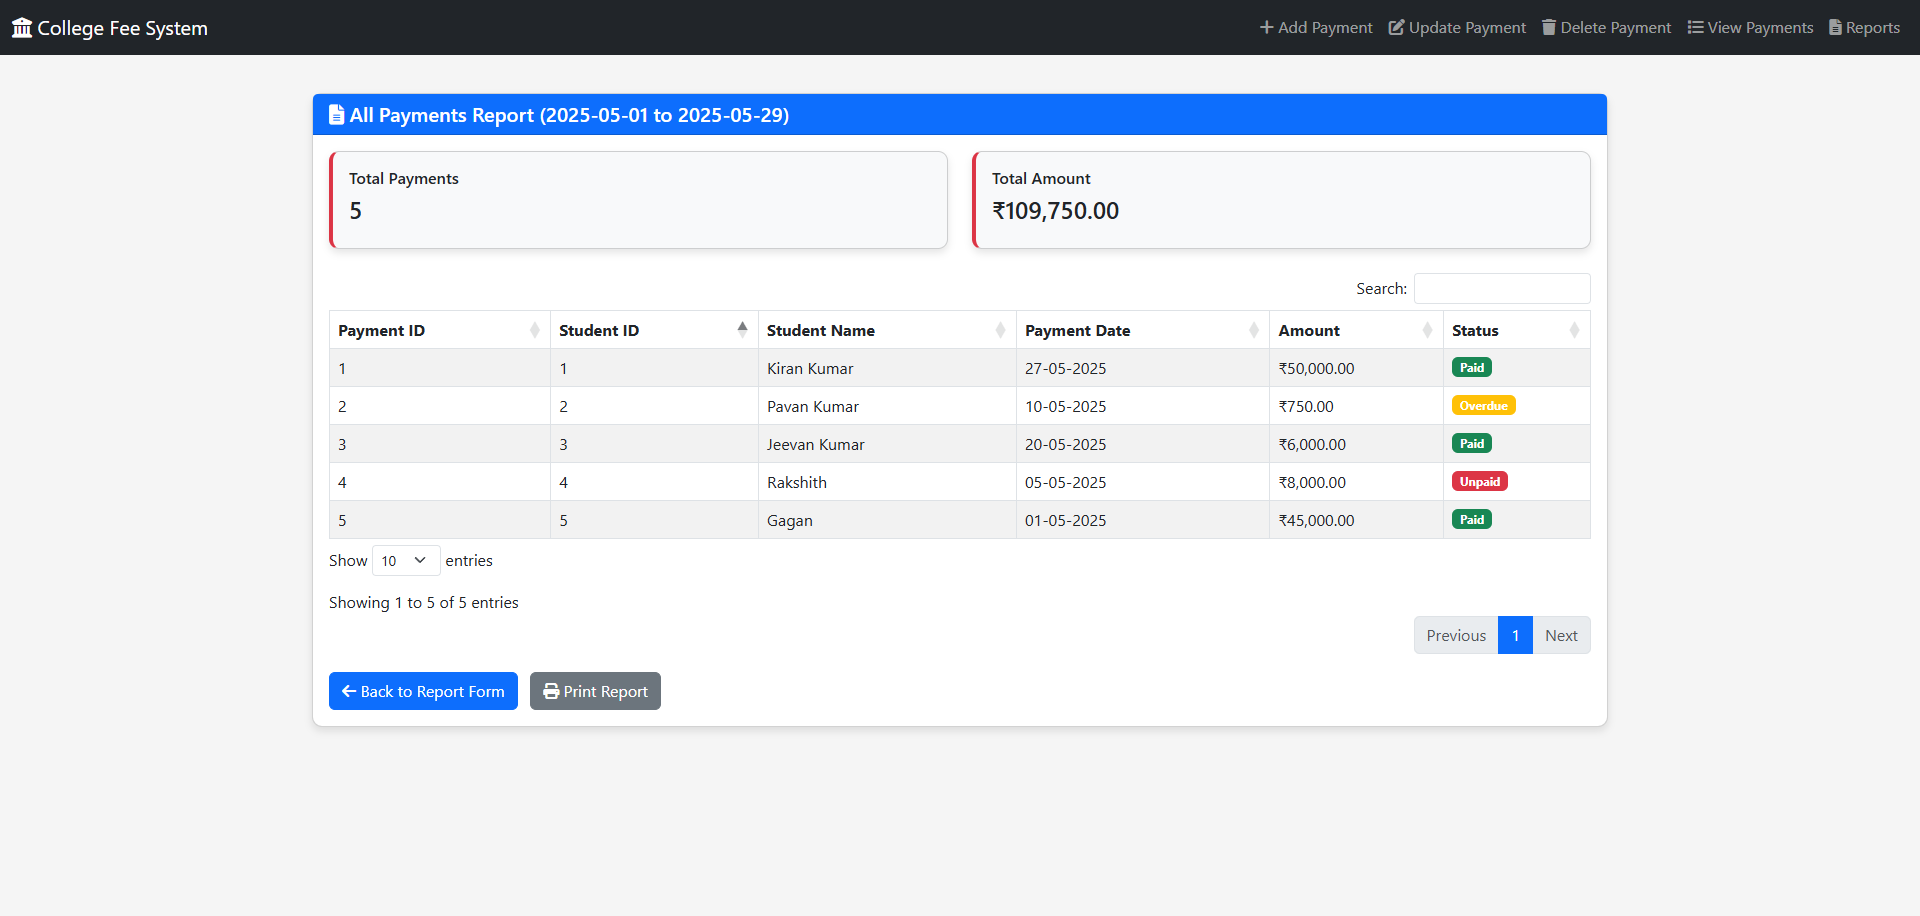 College Fee System
Add Payment Update Payment Delete Payment View Payments Reports
All Payments Report (2025-05-01 to 2025-05-29)
Total Payments
5
Total Amount
₹109,750.00
Search:
Payment ID Student ID Student Name Payment Date Amount Status
1 1 Kiran Kumar 27-05-2025 ₹50,000.00 Paid
2 2 Pavan Kumar 10-05-2025 ₹750.00 Overdue
3 3 Jeevan Kumar 20-05-2025 ₹6,000.00 Paid
4 4 Rakshith 05-05-2025 ₹8,000.00 Unpaid
5 5 Gagan 01-05-2025 ₹45,000.00 Paid
Show 10 entries
Showing 1 to 5 of 5 entries
Previous 1 Next
Back to Report Form Print Report